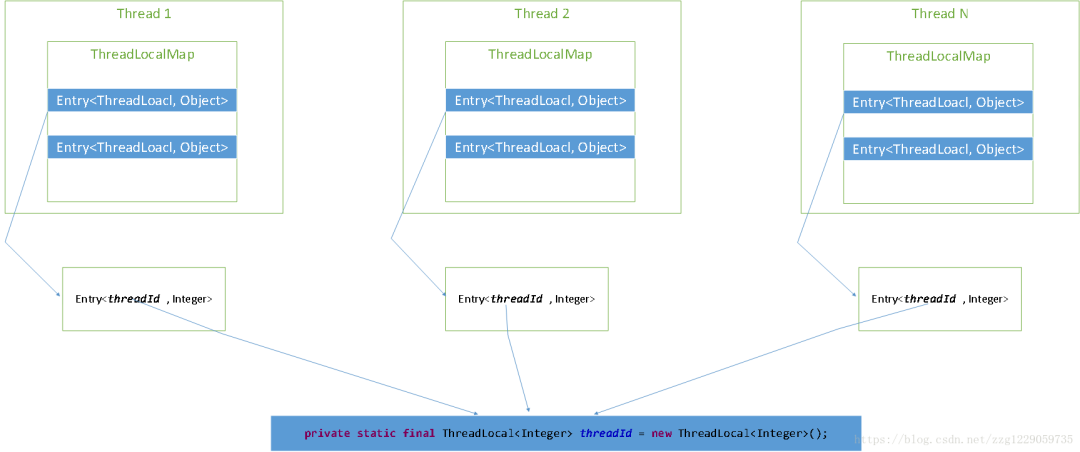 Thread 1
Thread 2
Thread N
ThreadLocalMap
ThreadLocalMap
ThreadLocalMap
Entry<ThreadLoacl, Object>
Entry<ThreadLoacl, Object>
Entry<ThreadLoacl, Object>
Entry<ThreadLoacl, Object>
Entry<ThreadLoacl, Object>
Entry<ThreadLoacl, Object>
Entry<threadId ,Integer>
Entry<threadId ,Integer>
Entry<threadId ,Integer>
private static final ThreadLocal<Integer> threadId = new ThreadLocal<Integer>();
https://blog.csdn.net/zzg1229059735